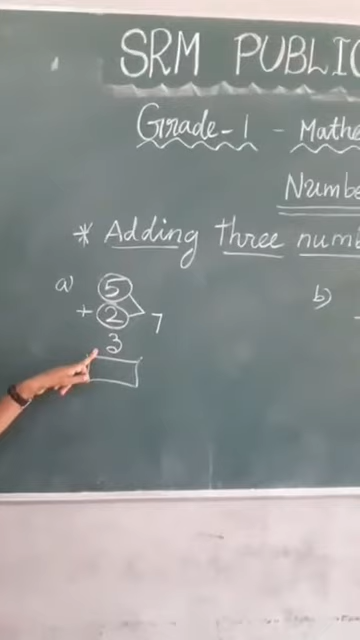 SRM PUBLIC
Grade-1 - Mathe
Numbe
* Adding three numb
a) 5
+ 2 7
3
b)